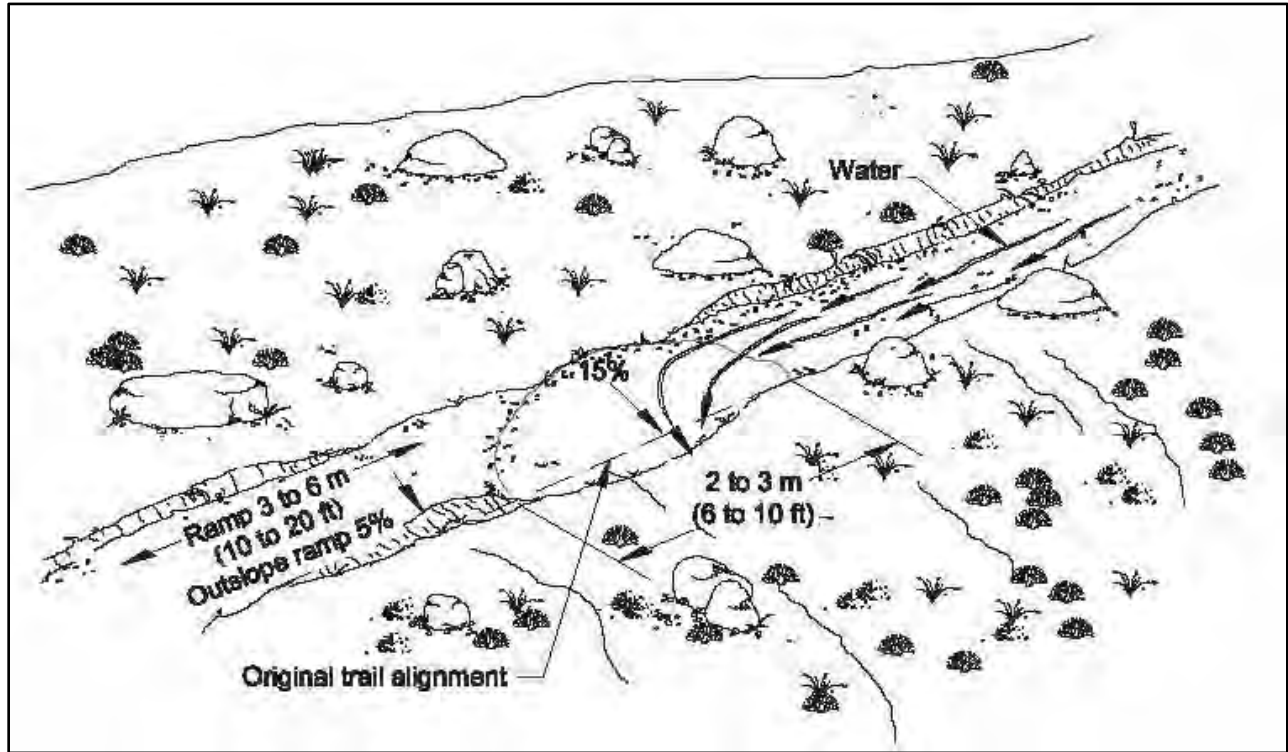 Water
15%
2 to 3 m
(6 to 10 ft)
Ramp 3 to 6 m
(10 to 20 ft)
Outslope ramp 5%
Original trail alignment